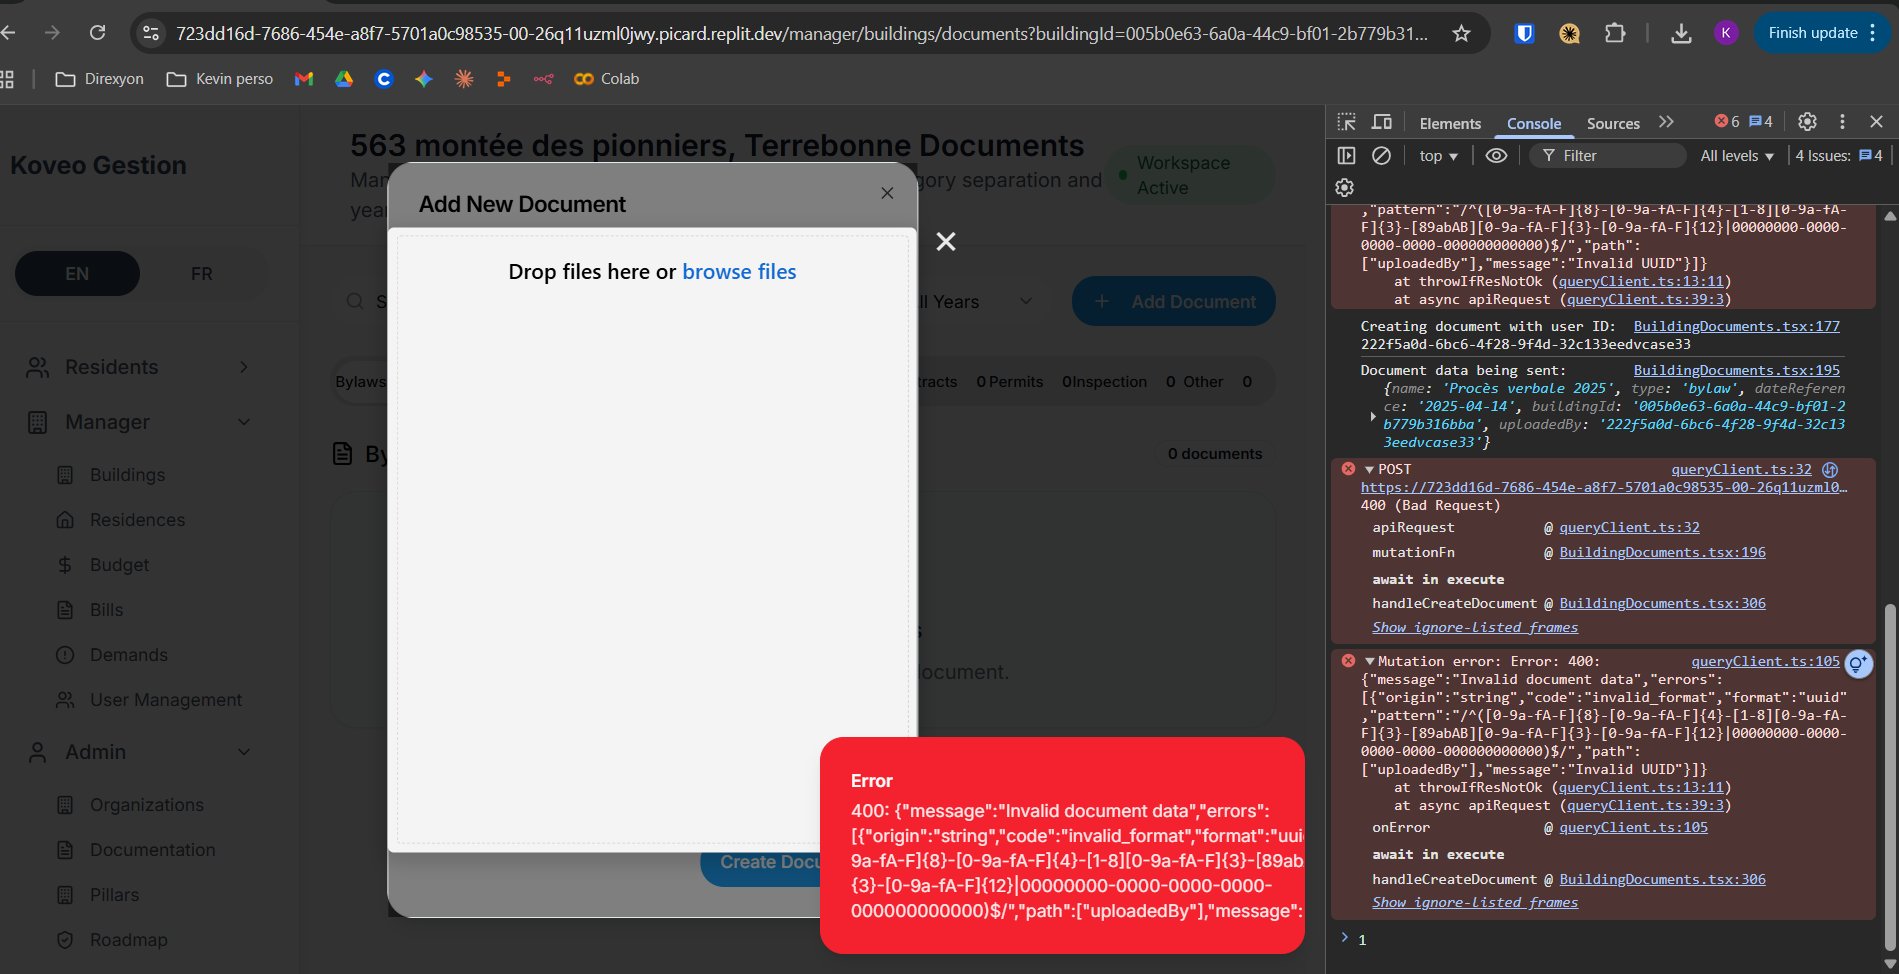 723dd16d-7686-454e-a8f7-5701a0c98535-00-26q11uzml0jwy.picard.replit.dev/manager/buildings/documents?buildingId=005b0e63-6a0a-44c9-bf01-2b779b31...
K
Finish update
Direxyon
Kevin perso
Colab
Koveo Gestion
EN
FR
Residents
Manager
Buildings
Residences
Budget
Bills
Demands
User Management
Admin
Organizations
Documentation
Pillars
Roadmap
563 montée des pionniers, Terrebonne Documents
gory separation and
year
Workspace
Active
Add New Document
Drop files here or browse files
ll Years
Add Document
Bylaws
tracts 0 Permits 0 Inspection 0 Other 0
By
0 documents
ocument.
Create Docu
Error
400: {"message":"Invalid document data","errors":
[{"origin":"string","code":"invalid_format","format":"uui
9a-fA-F]{8}-[0-9a-fA-F]{4}-[1-8][0-9a-fA-F]{3}-[89ab
{3}-[0-9a-fA-F]{12}|00000000-0000-0000-0000-
000000000000)$/","path":["uploadedBy"],"message":
Elements
Console
Sources
6
4
top
Filter
All levels
4 Issues: 4
,"pattern":"/^([0-9a-fA-F]{8}-[0-9a-fA-F]{4}-[1-8][0-9a-fA-
F]{3}-[89abAB][0-9a-fA-F]{3}-[0-9a-fA-F]{12}|00000000-0000-
0000-0000-000000000000)$/","path":
["uploadedBy"],"message":"Invalid UUID"}]}
at throwIfResNotOk (queryClient.ts:13:11)
at async apiRequest (queryClient.ts:39:3)
Creating document with user ID: BuildingDocuments.tsx:177
222f5a0d-6bc6-4f28-9f4d-32c133eedvcase33
Document data being sent: BuildingDocuments.tsx:195
{name: 'Procès verbale 2025', type: 'bylaw', dateReferen
ce: '2025-04-14', buildingId: '005b0e63-6a0a-44c9-bf01-2
b779b316bba', uploadedBy: '222f5a0d-6bc6-4f28-9f4d-32c13
3eedvcase33'}
POST queryClient.ts:32
https://723dd16d-7686-454e-a8f7-5701a0c98535-00-26q11uzml0…
400 (Bad Request)
apiRequest @ queryClient.ts:32
mutationFn @ BuildingDocuments.tsx:196
await in execute
handleCreateDocument @ BuildingDocuments.tsx:306
Show ignore-listed frames
Mutation error: Error: 400: queryClient.ts:105
{"message":"Invalid document data","errors":
[{"origin":"string","code":"invalid_format","format":"uuid"
,"pattern":"/^([0-9a-fA-F]{8}-[0-9a-fA-F]{4}-[1-8][0-9a-fA-
F]{3}-[89abAB][0-9a-fA-F]{3}-[0-9a-fA-F]{12}|00000000-0000-
0000-0000-000000000000)$/","path":
["uploadedBy"],"message":"Invalid UUID"}]}
at throwIfResNotOk (queryClient.ts:13:11)
at async apiRequest (queryClient.ts:39:3)
onError @ queryClient.ts:105
await in execute
handleCreateDocument @ BuildingDocuments.tsx:306
Show ignore-listed frames
1